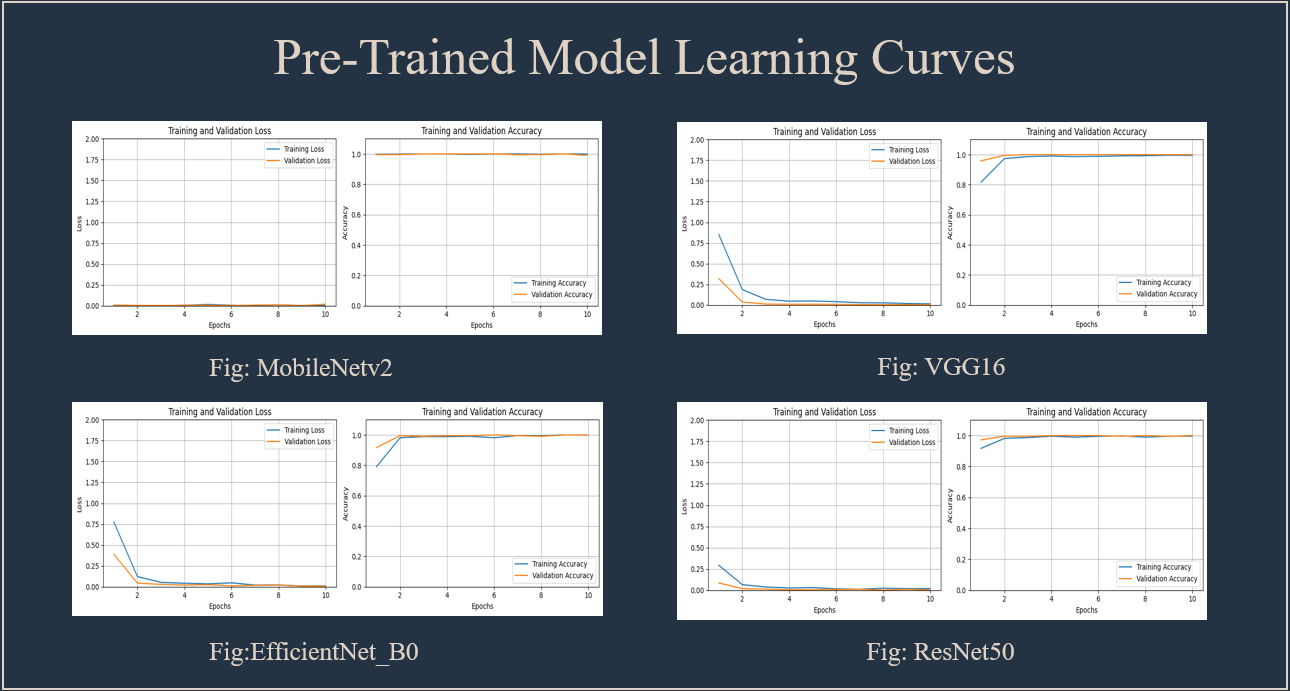 Pre-Trained Model Learning Curves
Training and Validation Loss
Training Loss
Validation Loss
2.00
1.75
1.50
1.25
1.00
0.75
0.50
0.25
0.00
Loss
2 4 6 8 10
Epochs
Training and Validation Accuracy
1.0
0.8
0.6
0.4
0.2
0.0
Accuracy
Training Accuracy
Validation Accuracy
2 4 6 8 10
Epochs
Fig: MobileNetv2
Training and Validation Loss
Training Loss
Validation Loss
2.00
1.75
1.50
1.25
1.00
0.75
0.50
0.25
0.00
Loss
2 4 6 8 10
Epochs
Training and Validation Accuracy
1.0
0.8
0.6
0.4
0.2
0.0
Accuracy
Training Accuracy
Validation Accuracy
2 4 6 8 10
Epochs
Fig: VGG16
Training and Validation Loss
Training Loss
Validation Loss
2.00
1.75
1.50
1.25
1.00
0.75
0.50
0.25
0.00
Loss
2 4 6 8 10
Epochs
Training and Validation Accuracy
1.0
0.8
0.6
0.4
0.2
0.0
Accuracy
Training Accuracy
Validation Accuracy
2 4 6 8 10
Epochs
Fig:EfficientNet_B0
Training and Validation Loss
Training Loss
Validation Loss
2.00
1.75
1.50
1.25
1.00
0.75
0.50
0.25
0.00
Loss
2 4 6 8 10
Epochs
Training and Validation Accuracy
1.0
0.8
0.6
0.4
0.2
0.0
Accuracy
Training Accuracy
Validation Accuracy
2 4 6 8 10
Epochs
Fig: ResNet50